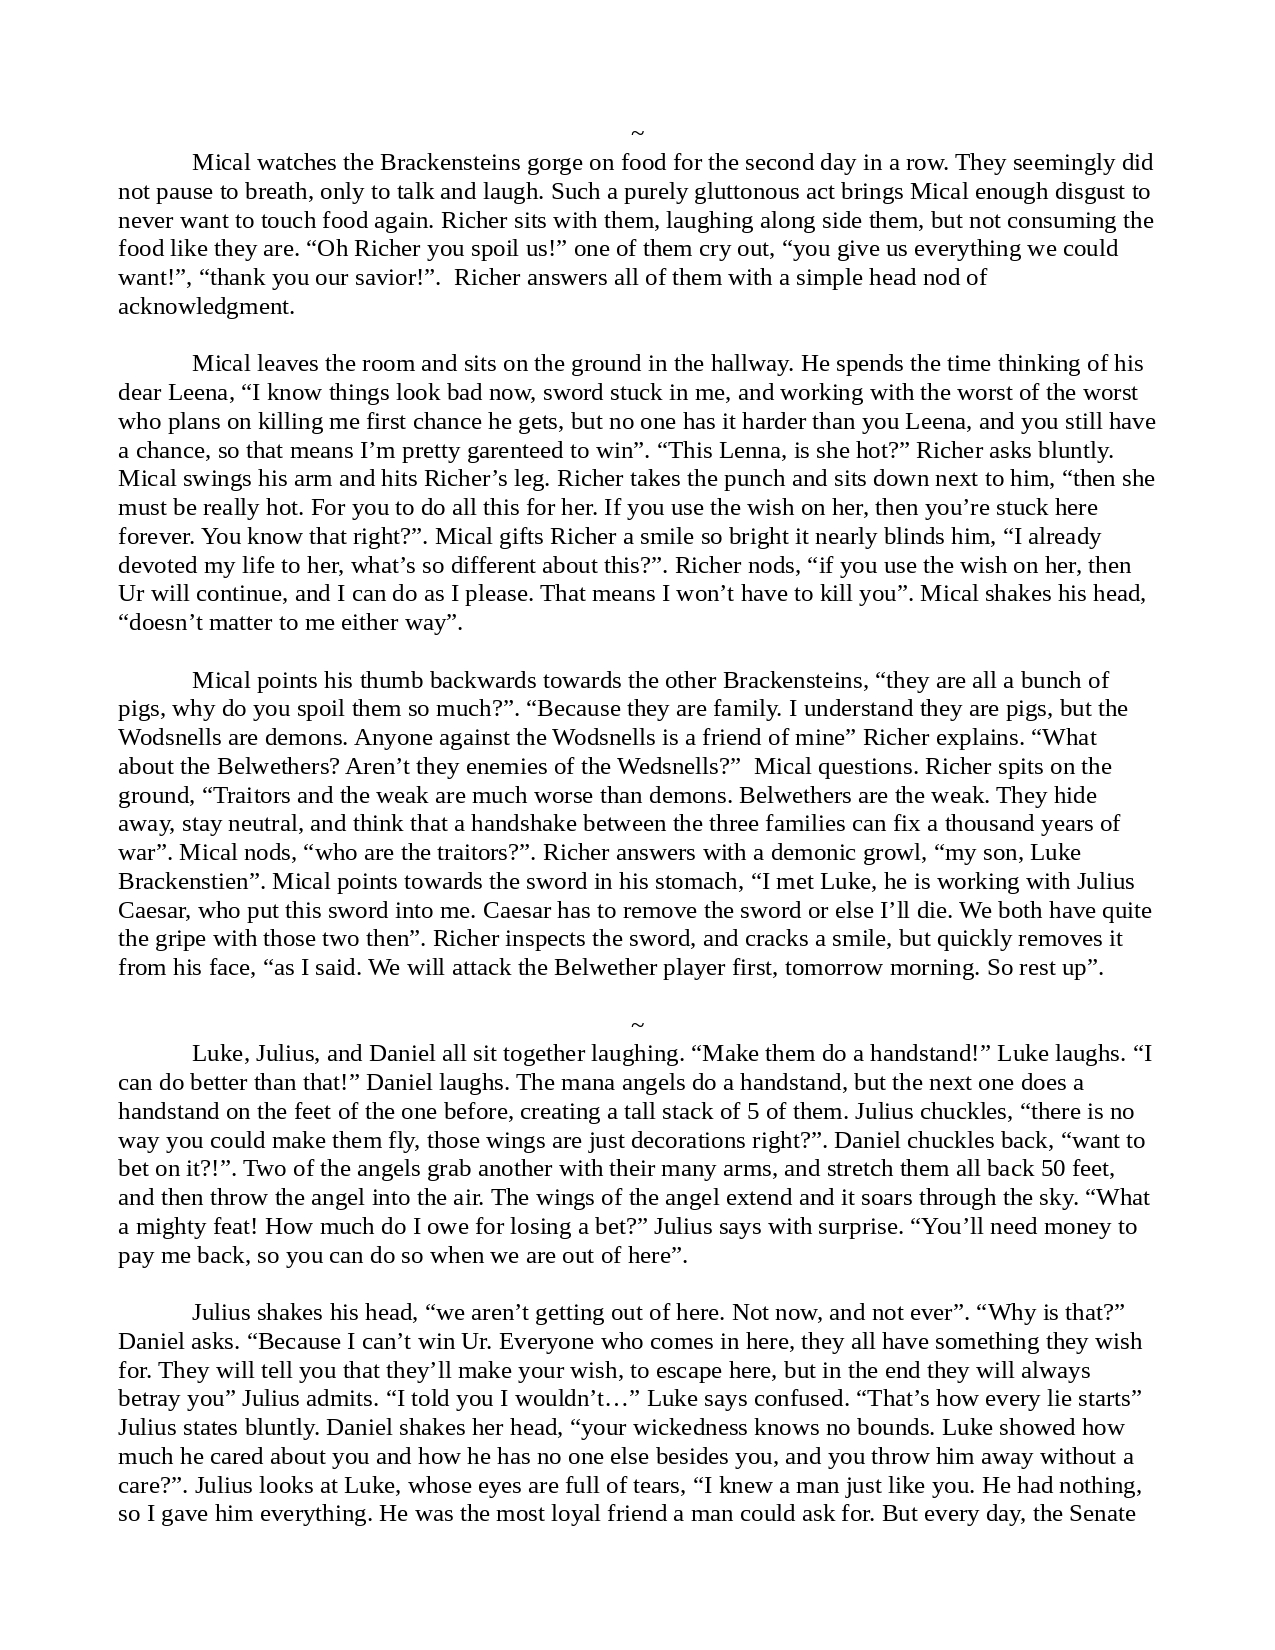 ~
Mical watches the Brackensteins gorge on food for the second day in a row. They seemingly did
not pause to breath, only to talk and laugh. Such a purely gluttonous act brings Mical enough disgust to
never want to touch food again. Richer sits with them, laughing along side them, but not consuming the
food like they are. “Oh Richer you spoil us!” one of them cry out, “you give us everything we could
want!”, “thank you our savior!”.  Richer answers all of them with a simple head nod of
acknowledgment.
Mical leaves the room and sits on the ground in the hallway. He spends the time thinking of his
dear Leena, “I know things look bad now, sword stuck in me, and working with the worst of the worst
who plans on killing me first chance he gets, but no one has it harder than you Leena, and you still have
a chance, so that means I’m pretty garenteed to win”. “This Lenna, is she hot?” Richer asks bluntly.
Mical swings his arm and hits Richer’s leg. Richer takes the punch and sits down next to him, “then she
must be really hot. For you to do all this for her. If you use the wish on her, then you’re stuck here
forever. You know that right?”. Mical gifts Richer a smile so bright it nearly blinds him, “I already
devoted my life to her, what’s so different about this?”. Richer nods, “if you use the wish on her, then
Ur will continue, and I can do as I please. That means I won’t have to kill you”. Mical shakes his head,
“doesn’t matter to me either way”.
Mical points his thumb backwards towards the other Brackensteins, “they are all a bunch of
pigs, why do you spoil them so much?”. “Because they are family. I understand they are pigs, but the
Wodsnells are demons. Anyone against the Wodsnells is a friend of mine” Richer explains. “What
about the Belwethers? Aren’t they enemies of the Wedsnells?”  Mical questions. Richer spits on the
ground, “Traitors and the weak are much worse than demons. Belwethers are the weak. They hide
away, stay neutral, and think that a handshake between the three families can fix a thousand years of
war”. Mical nods, “who are the traitors?”. Richer answers with a demonic growl, “my son, Luke
Brackenstien”. Mical points towards the sword in his stomach, “I met Luke, he is working with Julius
Caesar, who put this sword into me. Caesar has to remove the sword or else I’ll die. We both have quite
the gripe with those two then”. Richer inspects the sword, and cracks a smile, but quickly removes it
from his face, “as I said. We will attack the Belwether player first, tomorrow morning. So rest up”.
~
Luke, Julius, and Daniel all sit together laughing. “Make them do a handstand!” Luke laughs. “I
can do better than that!” Daniel laughs. The mana angels do a handstand, but the next one does a
handstand on the feet of the one before, creating a tall stack of 5 of them. Julius chuckles, “there is no
way you could make them fly, those wings are just decorations right?”. Daniel chuckles back, “want to
bet on it?!”. Two of the angels grab another with their many arms, and stretch them all back 50 feet,
and then throw the angel into the air. The wings of the angel extend and it soars through the sky. “What
a mighty feat! How much do I owe for losing a bet?” Julius says with surprise. “You’ll need money to
pay me back, so you can do so when we are out of here”.
Julius shakes his head, “we aren’t getting out of here. Not now, and not ever”. “Why is that?”
Daniel asks. “Because I can’t win Ur. Everyone who comes in here, they all have something they wish
for. They will tell you that they’ll make your wish, to escape here, but in the end they will always
betray you” Julius admits. “I told you I wouldn’t…” Luke says confused. “That’s how every lie starts”
Julius states bluntly. Daniel shakes her head, “your wickedness knows no bounds. Luke showed how
much he cared about you and how he has no one else besides you, and you throw him away without a
care?”. Julius looks at Luke, whose eyes are full of tears, “I knew a man just like you. He had nothing,
so I gave him everything. He was the most loyal friend a man could ask for. But every day, the Senate